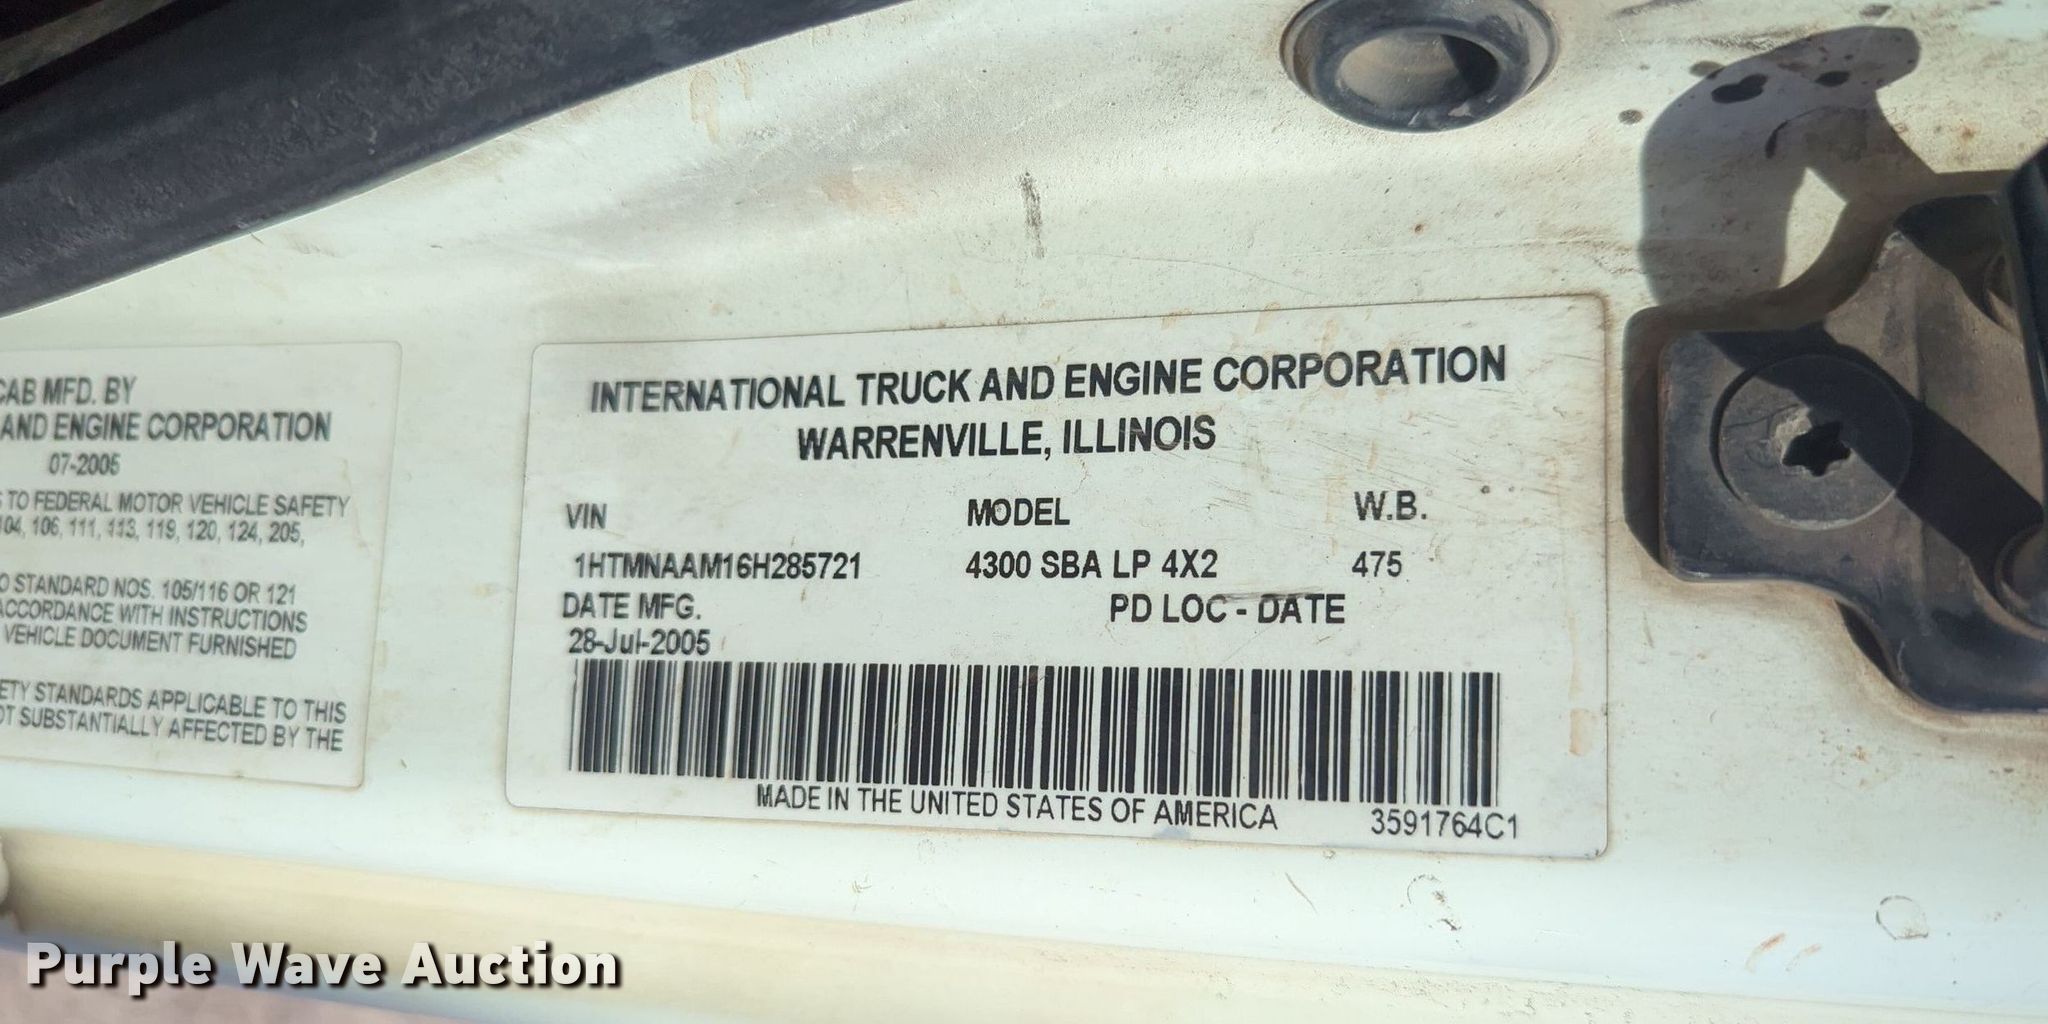 CAB MFD. BY
AND ENGINE CORPORATION
07-2005
TO FEDERAL MOTOR VEHICLE SAFETY
104, 106, 111, 113, 119, 120, 124, 205,
STANDARD NOS. 105/116 OR 121
ACCORDANCE WITH INSTRUCTIONS
VEHICLE DOCUMENT FURNISHED
STANDARDS APPLICABLE TO THIS
SUBSTANTIALLY AFFECTED BY THE
INTERNATIONAL TRUCK AND ENGINE CORPORATION
WARRENVILLE, ILLINOIS
VIN MODEL W.B.
1HTMNAAM16H285721 4300 SBA LP 4X2 475
DATE MFG. PD LOC - DATE
28-Jul-2005
MADE IN THE UNITED STATES OF AMERICA 3591764C1
Purple Wave Auction